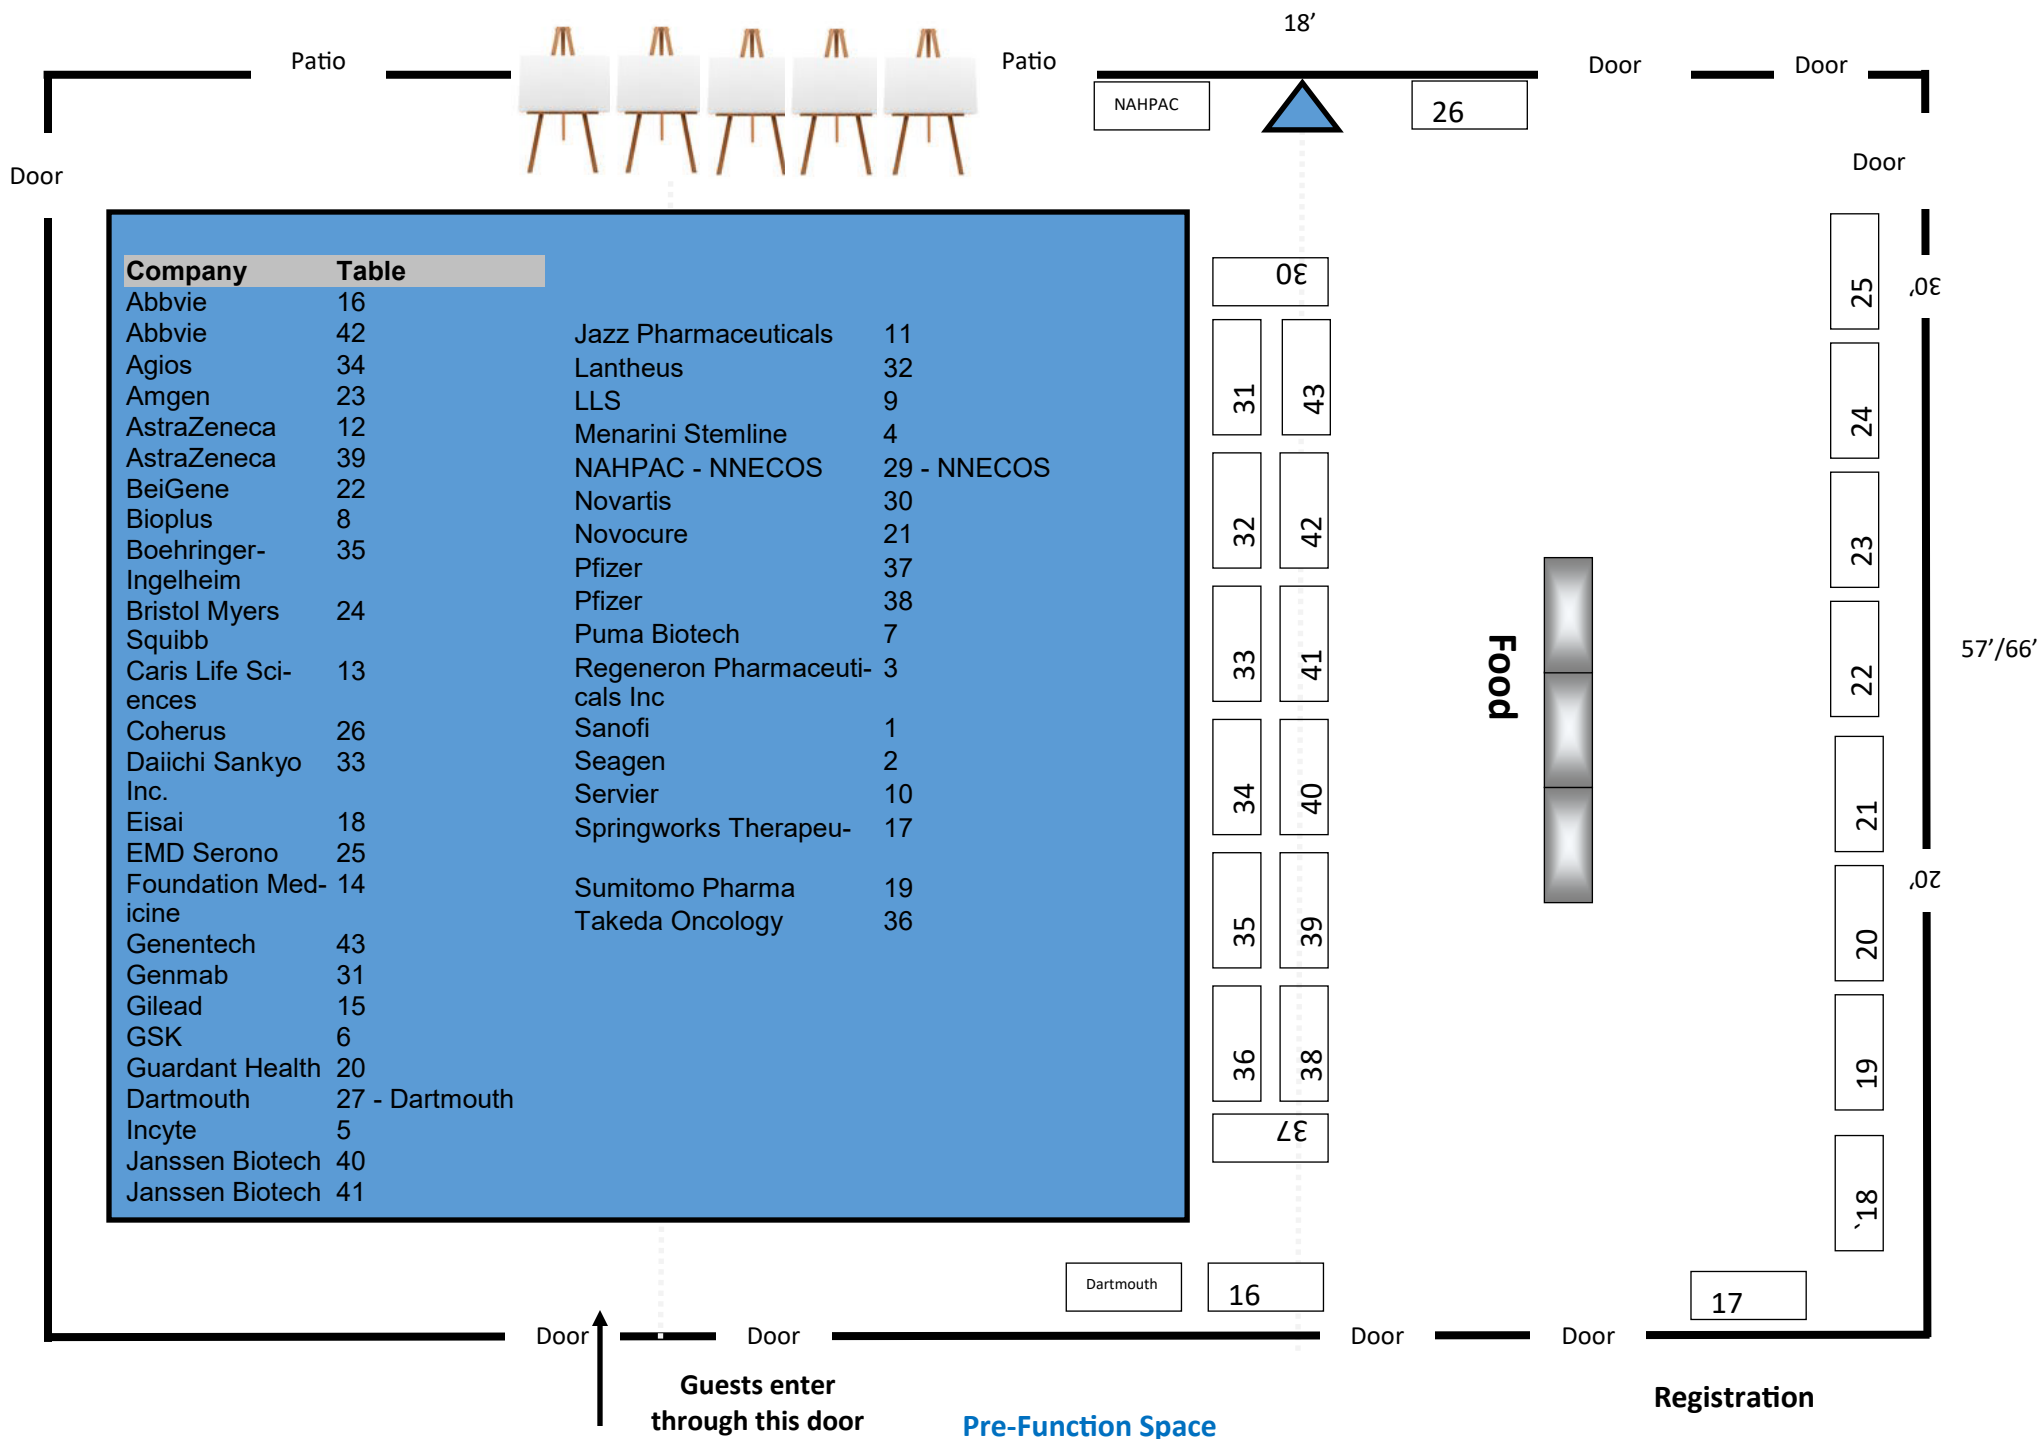 18’
Patio
Patio
Door
Door
NAHPAC
26
Door
Door
Company Table
Abbvie 16
Abbvie 42
Agios 34
Amgen 23
AstraZeneca 12
AstraZeneca 39
BeiGene 22
Bioplus 8
Boehringer- 35
Ingelheim
Bristol Myers 24
Squibb
Caris Life Sci- 13
ences
Coherus 26
Daiichi Sankyo 33
Inc.
Eisai 18
EMD Serono 25
Foundation Med- 14
icine
Genentech 43
Genmab 31
Gilead 15
GSK 6
Guardant Health 20
Dartmouth 27 - Dartmouth
Incyte 5
Janssen Biotech 40
Janssen Biotech 41
Jazz Pharmaceuticals 11
Lantheus 32
LLS 9
Menarini Stemline 4
NAHPAC - NNECOS 29 - NNECOS
Novartis 30
Novocure 21
Pfizer 37
Pfizer 38
Puma Biotech 7
Regeneron Pharmaceuti- 3
cals Inc
Sanofi 1
Seagen 2
Servier 10
Springworks Therapeu- 17
Sumitomo Pharma 19
Takeda Oncology 36
30
31
43
32
42
33
41
34
40
35
39
36
38
37
Food
25
24
23
22
21
20
19
`18
30’
57’/66’
20’
Dartmouth
16
17
Door
Door
Door
Door
Guests enter
through this door
Pre-Function Space
Registration